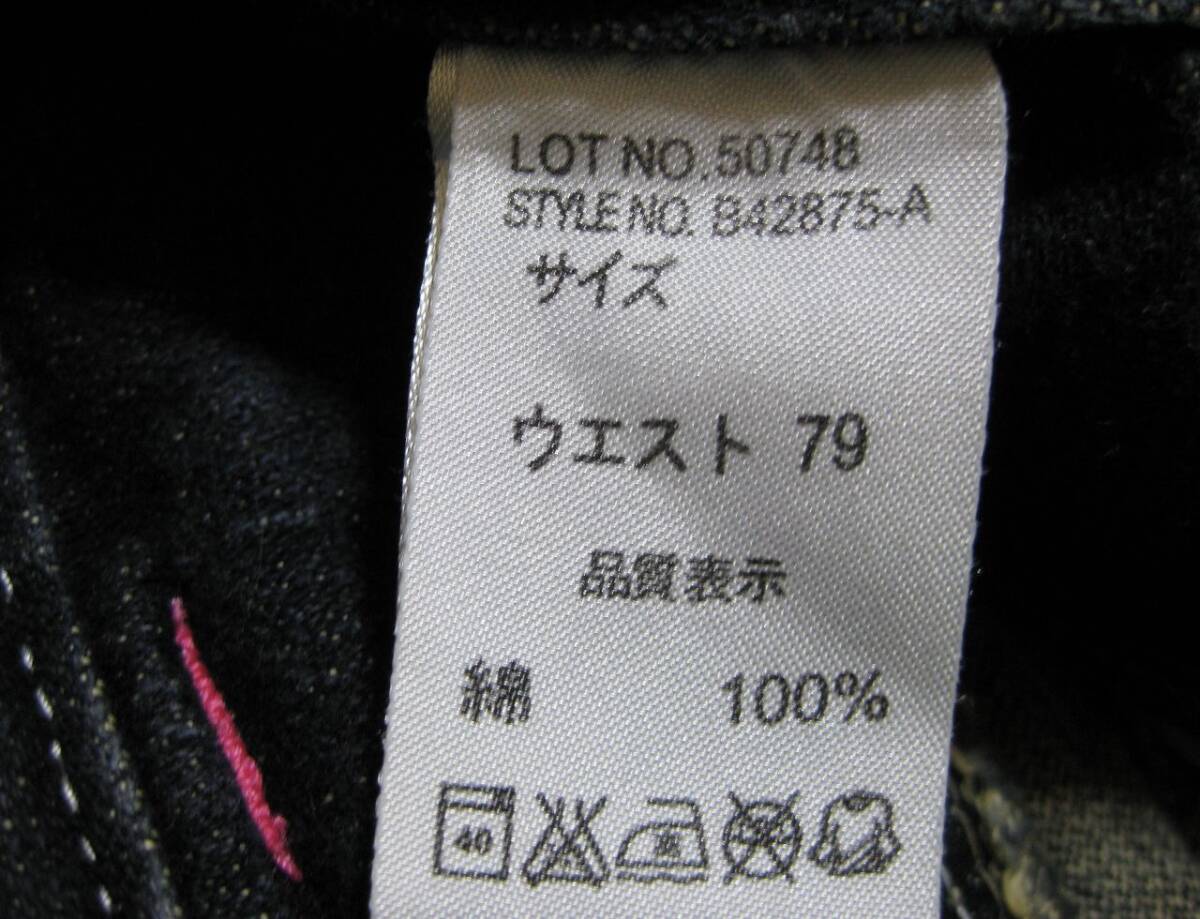 LOT NO.50748
STYLE NO. B42875-A
サイズ
ウエスト 79
品質表示
綿 100%
40